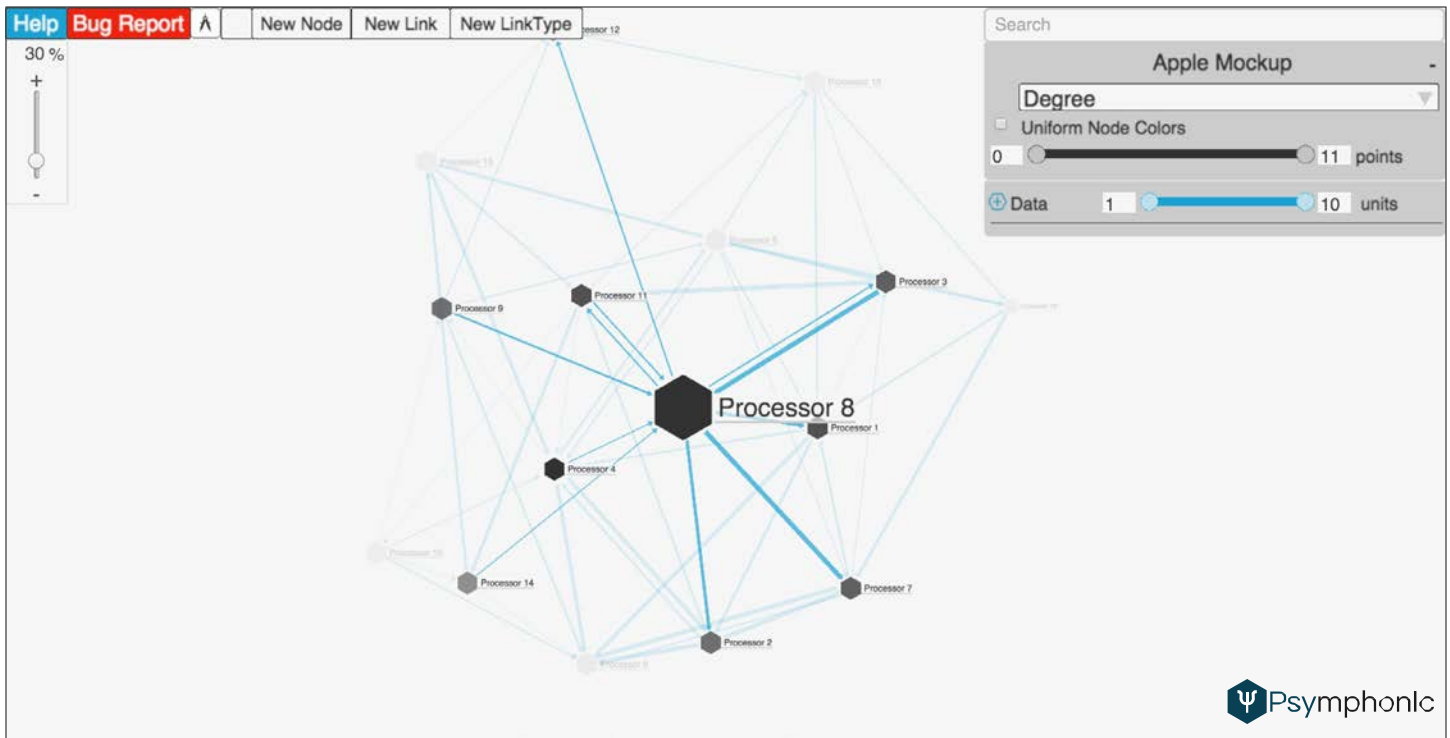 Help Bug Report New Node New Link New LinkType
Search
30 %
+
-
Apple Mockup -
Degree
Uniform Node Colors
0 11 points
Data 1 10 units
Processor 3
Processor 11
Processor 9
Processor 8
Processor 1
Processor 4
Processor 14
Processor 7
Processor 2
Psymphonic